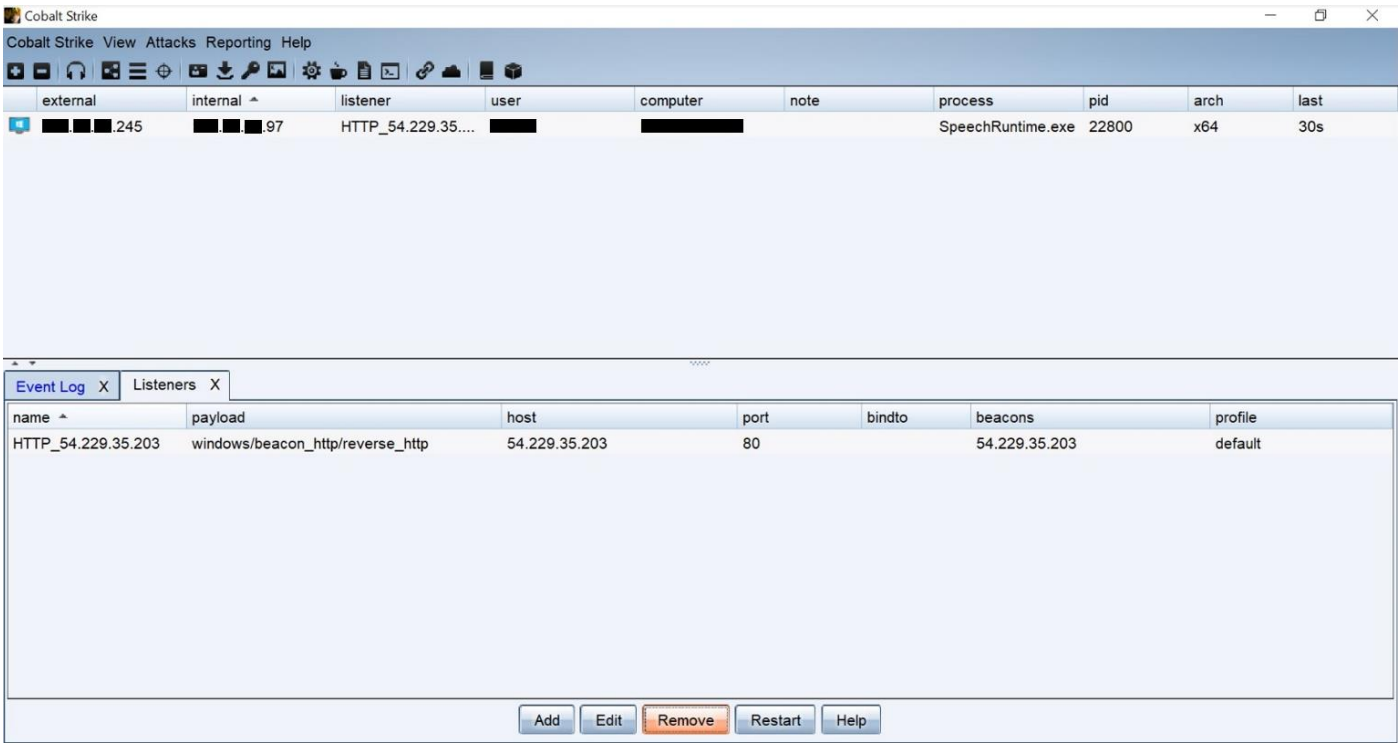 Cobalt Strike
Cobalt Strike View Attacks Reporting Help
external internal listener user computer note process pid arch last
.245 .97 HTTP_54.229.35.... SpeechRuntime.exe 22800 x64 30s
Event Log X Listeners X
name payload host port bindto beacons profile
HTTP_54.229.35.203 windows/beacon_http/reverse_http 54.229.35.203 80 54.229.35.203 default
Add Edit Remove Restart Help